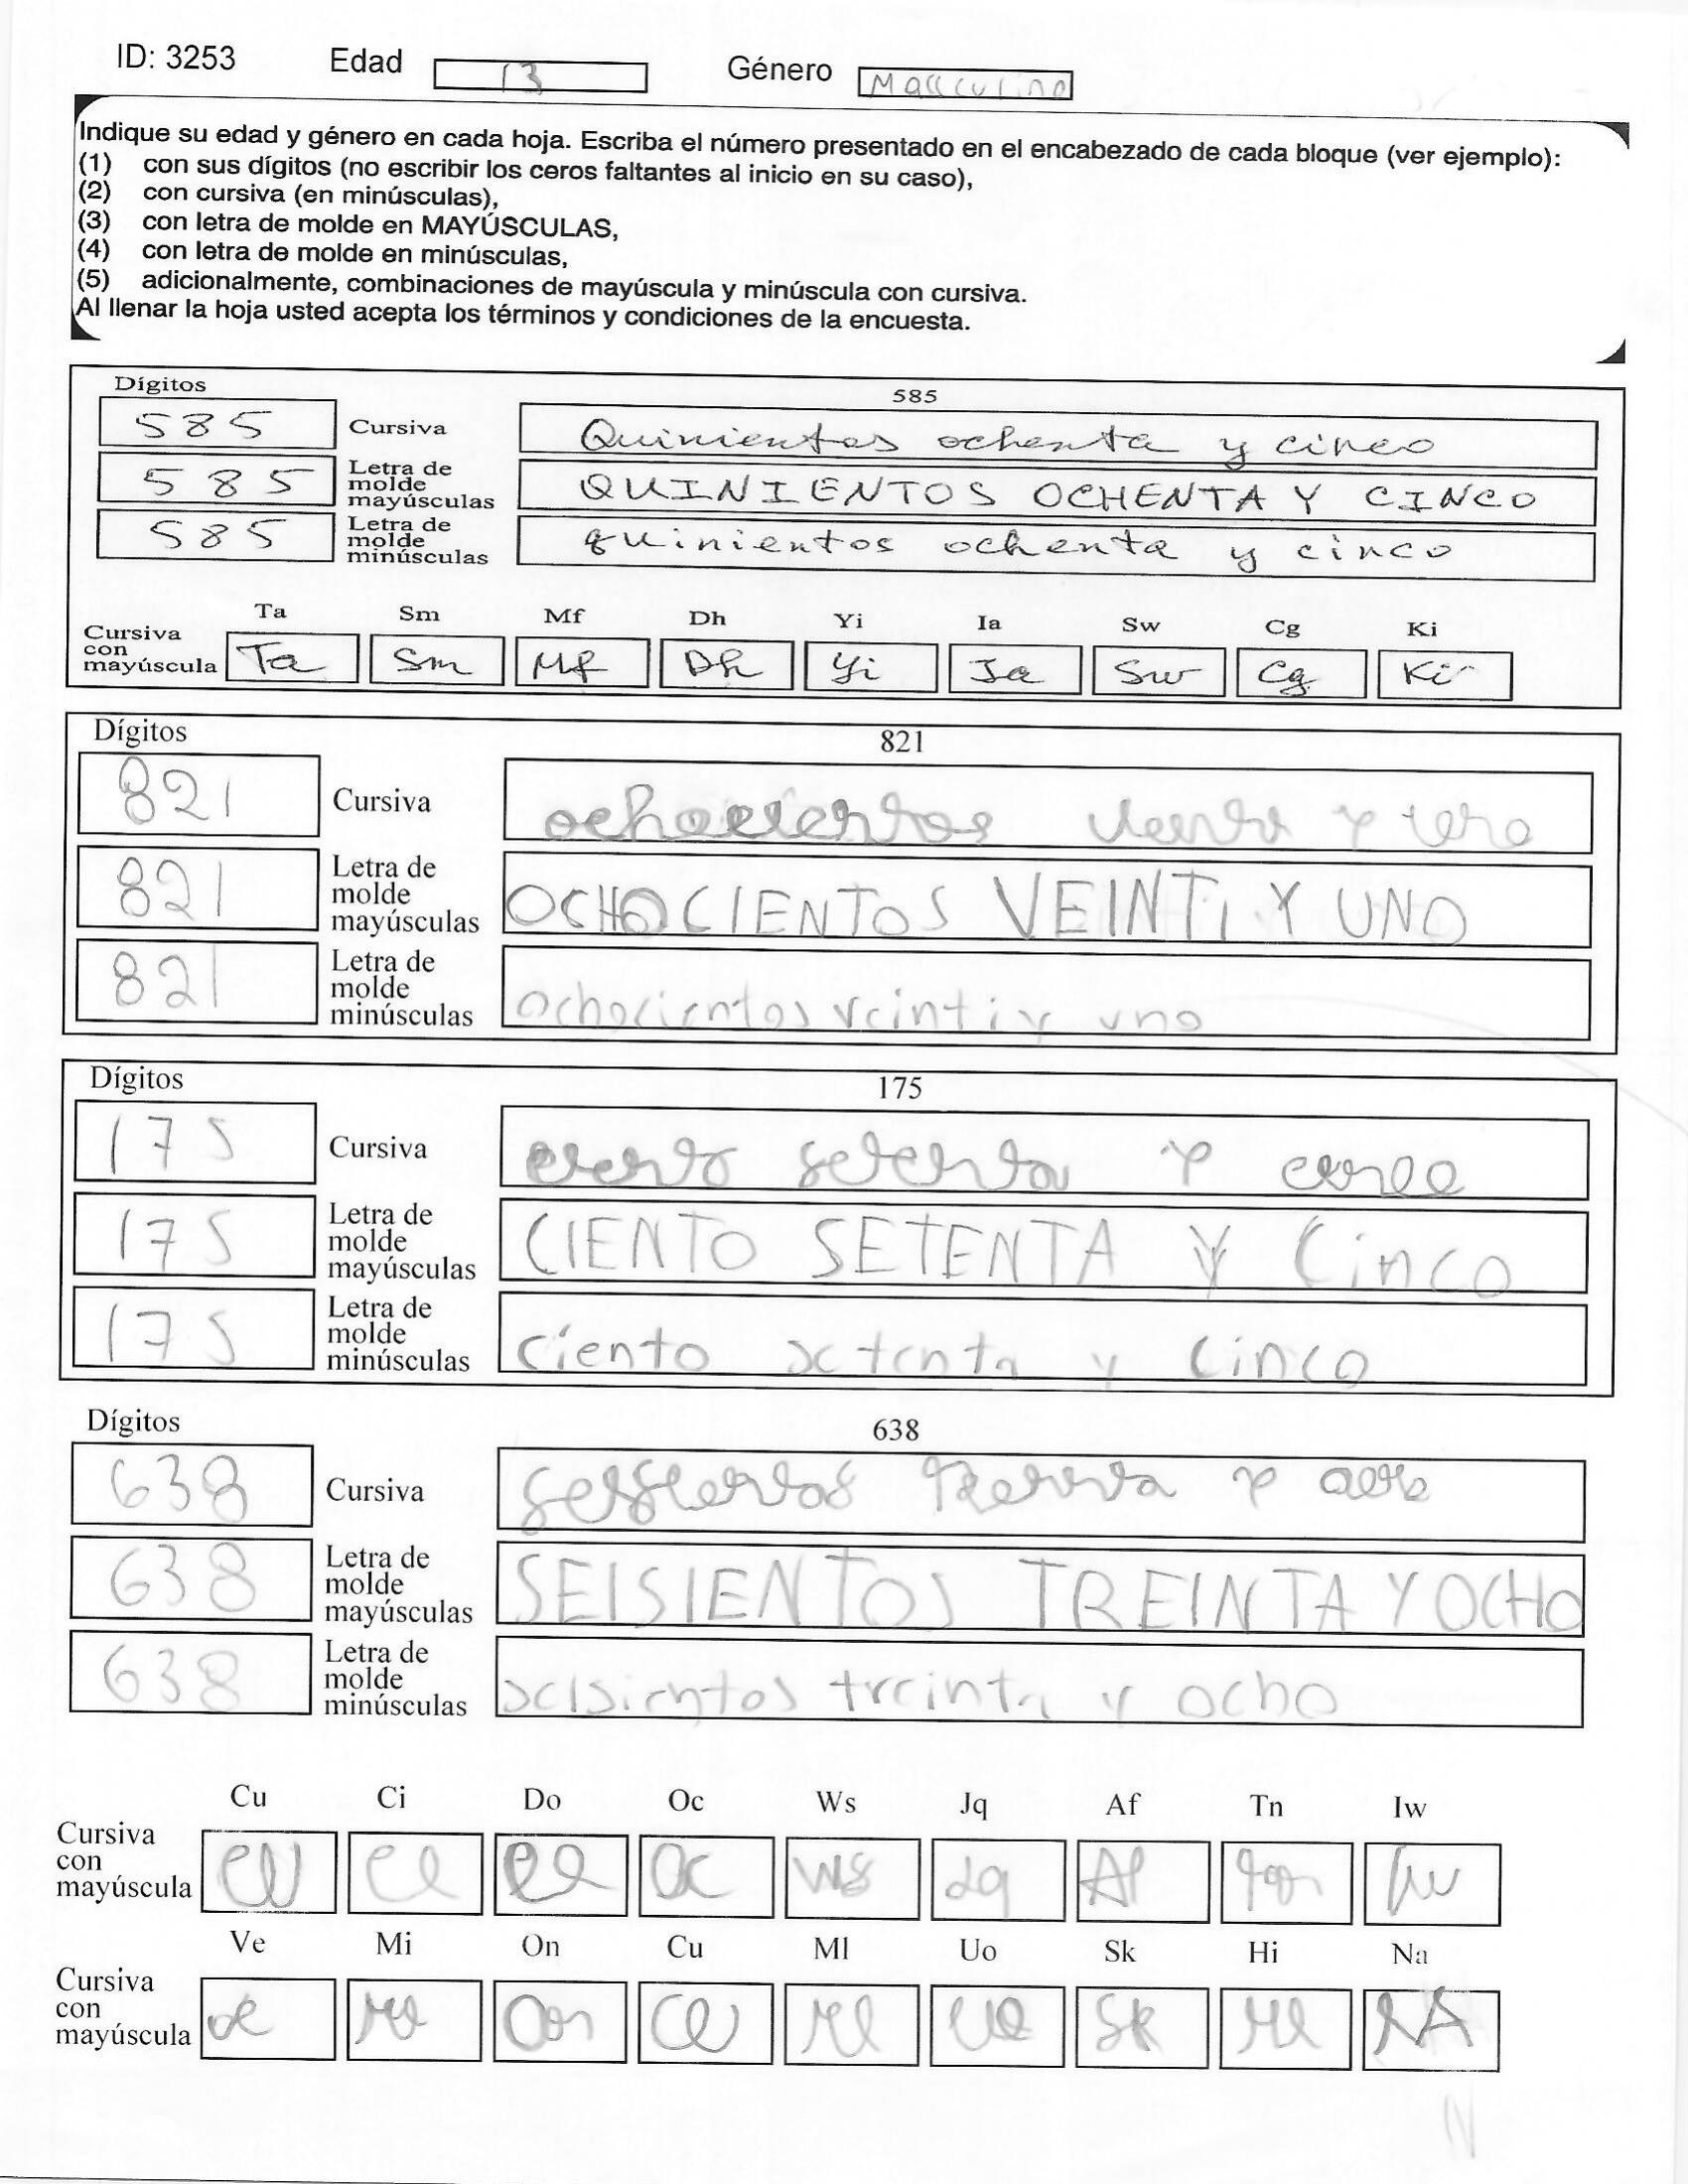 ID: 3253 Edad 13 Género Masculino
Indique su edad y género en cada hoja. Escriba el número presentado en el encabezado de cada bloque (ver ejemplo):
(1) con sus dígitos (no escribir los ceros faltantes al inicio en su caso),
(2) con cursiva (en minúsculas),
(3) con letra de molde en MAYÚSCULAS,
(4) con letra de molde en minúsculas,
(5) adicionalmente, combinaciones de mayúscula y minúscula con cursiva.
Al llenar la hoja usted acepta los términos y condiciones de la encuesta.
Dígitos 585
585 Cursiva Quinientos ochenta y cinco
585 Letra de molde mayúsculas QUINIENTOS OCHENTA Y CINCO
585 Letra de molde minúsculas quinientos ochenta y cinco
Ta Sm Mf Dh Yi Ia Sw Cg Ki
Cursiva con mayúscula Ta Sm Mf Dh Yi Ia Sw Cg Ki
Dígitos 821
821 Cursiva ochocientos y
821 Letra de molde mayúsculas OCHOCIENTOS VEINTI Y UNO
821 Letra de molde minúsculas ochocientos veinti y uno
Dígitos 175
175 Cursiva ciento setenta y cinco
175 Letra de molde mayúsculas CIENTO SETENTA Y CinCO
175 Letra de molde minúsculas ciento setenta y cinco
Dígitos 638
638 Cursiva y
638 Letra de molde mayúsculas SEISIENTOS TREINTA Y OCHO
638 Letra de molde minúsculas seisientos treinta y ocho
Cu Ci Do Oc Ws Jq Af Tn Iw
Cursiva con mayúscula Cu Ci Oc Ws Jq Af Tn Iw
Ve Mi On Cu Ml Uo Sk Hi Na
Cursiva con mayúscula Ve Mi On Cu Ml Uo Sk Hi NA
N